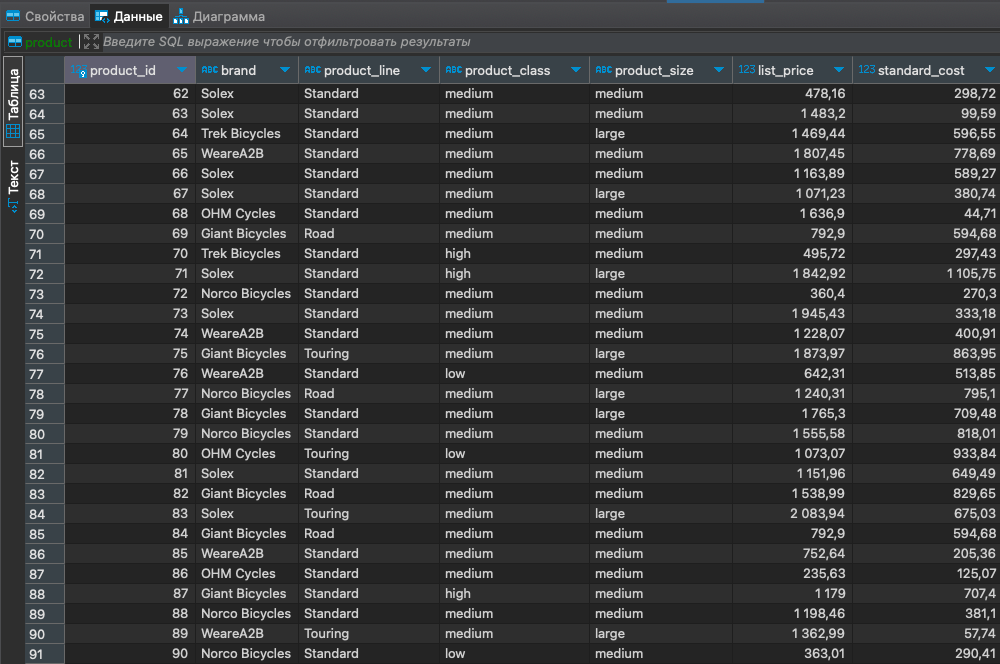 Свойства Данные Диаграмма
product Введите SQL выражение чтобы отфильтровать результаты
Таблица
Текст
123 product_id ABC brand ABC product_line ABC product_class ABC product_size 123 list_price 123 standard_cost
63 62 Solex Standard medium medium 478,16 298,72
64 63 Solex Standard medium medium 1 483,2 99,59
65 64 Trek Bicycles Standard medium large 1 469,44 596,55
66 65 WeareA2B Standard medium medium 1 807,45 778,69
67 66 Solex Standard medium medium 1 163,89 589,27
68 67 Solex Standard medium large 1 071,23 380,74
69 68 OHM Cycles Standard medium medium 1 636,9 44,71
70 69 Giant Bicycles Road medium medium 792,9 594,68
71 70 Trek Bicycles Standard high medium 495,72 297,43
72 71 Solex Standard high large 1 842,92 1 105,75
73 72 Norco Bicycles Standard medium medium 360,4 270,3
74 73 Solex Standard medium medium 1 945,43 333,18
75 74 WeareA2B Standard medium medium 1 228,07 400,91
76 75 Giant Bicycles Touring medium large 1 873,97 863,95
77 76 WeareA2B Standard low medium 642,31 513,85
78 77 Norco Bicycles Road medium large 1 240,31 795,1
79 78 Giant Bicycles Standard medium large 1 765,3 709,48
80 79 Norco Bicycles Standard medium medium 1 555,58 818,01
81 80 OHM Cycles Touring low medium 1 073,07 933,84
82 81 Solex Standard medium medium 1 151,96 649,49
83 82 Giant Bicycles Road medium medium 1 538,99 829,65
84 83 Solex Touring medium large 2 083,94 675,03
85 84 Giant Bicycles Road medium medium 792,9 594,68
86 85 WeareA2B Standard medium medium 752,64 205,36
87 86 OHM Cycles Standard medium medium 235,63 125,07
88 87 Giant Bicycles Standard high medium 1 179 707,4
89 88 Norco Bicycles Standard medium medium 1 198,46 381,1
90 89 WeareA2B Touring medium large 1 362,99 57,74
91 90 Norco Bicycles Standard low medium 363,01 290,41